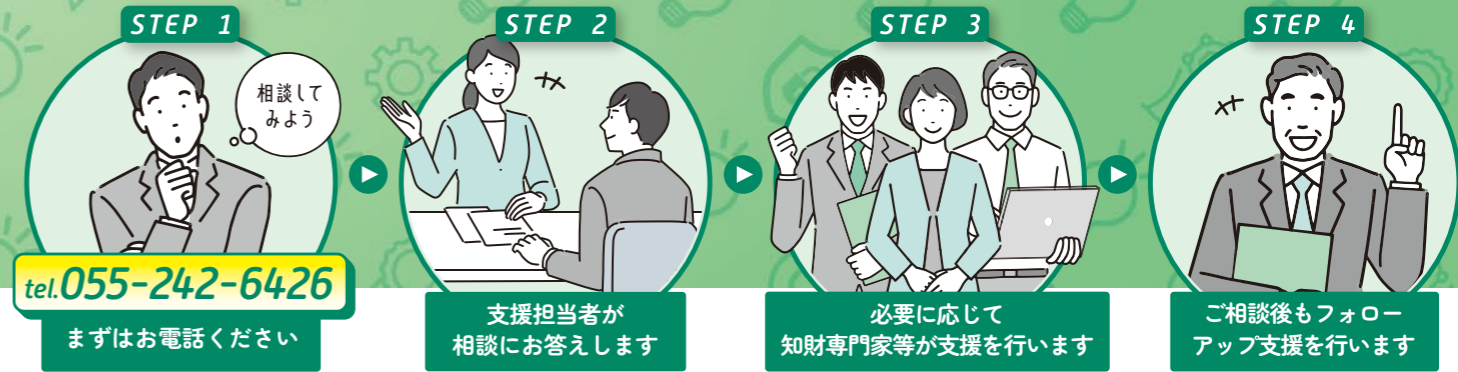 STEP 1
相談して
みよう
tel.055-242-6426
まずはお電話ください
STEP 2
支援担当者が
相談にお答えします
STEP 3
必要に応じて
知財専門家等が支援を行います
STEP 4
ご相談後もフォロー
アップ支援を行います